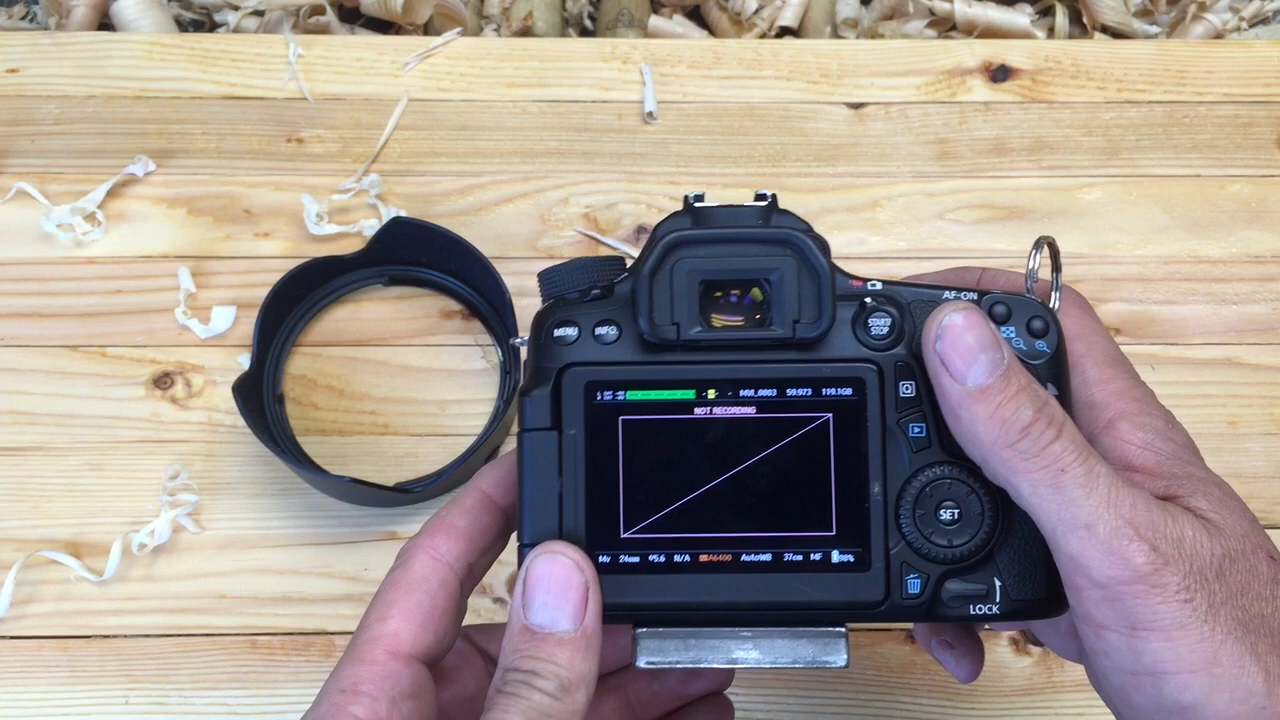 AF-ON
MENU
INFO.
START/
STOP
Q
MVI_0003 59.973 119.1GB
NOT RECORDING
SET
Mv 24mm f/5.6 N/A A6400 AutoWB 37cm MF 98%
LOCK